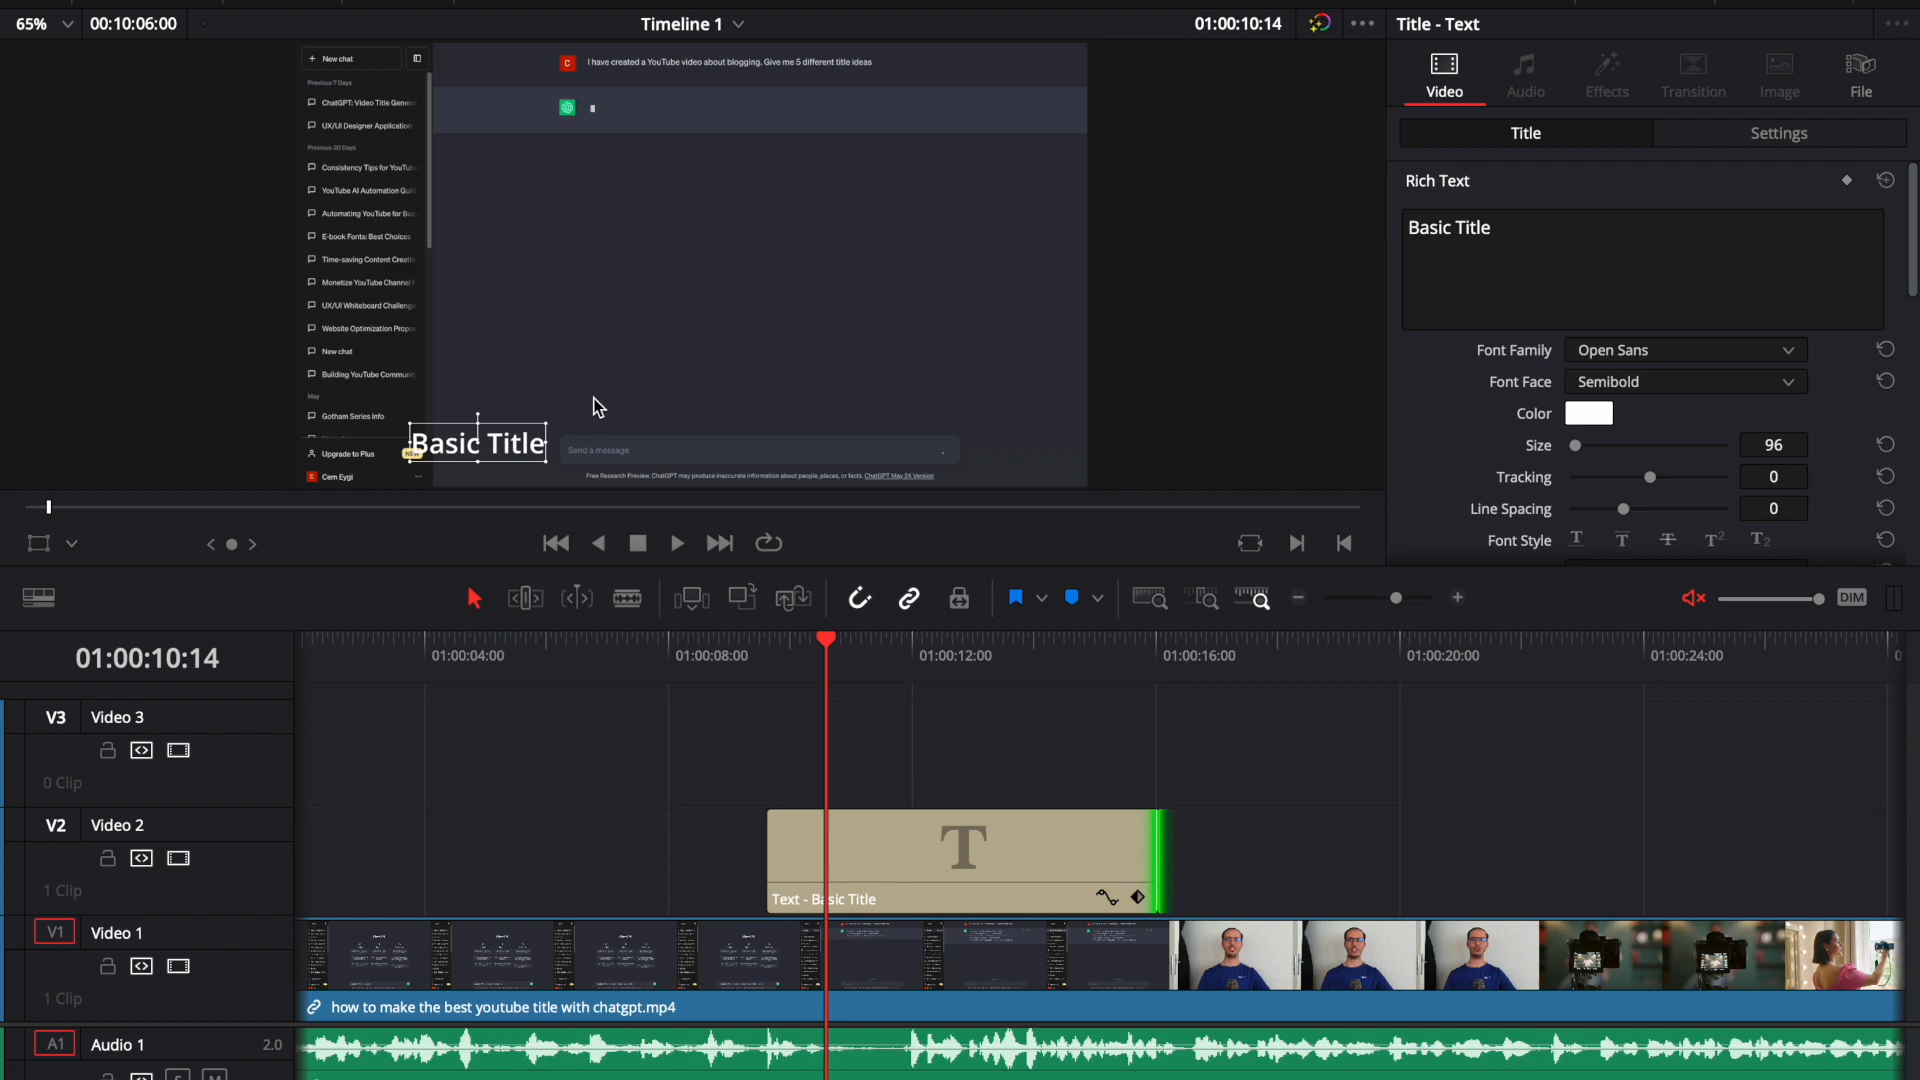 65%
00:10:06:00
Timeline 1
01:00:10:14
Title - Text
New chat
Previous 7 Days
ChatGPT: Video Title Gener
UX/UI Designer Application
Previous 30 Days
Consistency Tips for YouTub
YouTube AI Automation Guid
Automating YouTube for Bus
E-book Fonts: Best Choices
Time-saving Content Creatio
Monetize YouTube Channel F
UX/UI Whiteboard Challenge
Website Optimization Propos
New chat
Building YouTube Communit
May
Gotham Series Info
Upgrade to Plus
NEW
C Cem Eygi
C I have created a YouTube video about blogging. Give me 5 different title ideas
Basic Title
Send a message
Free Research Preview. ChatGPT may produce inaccurate information about people, places, or facts. ChatGPT May 24 Version
Video
Audio
Effects
Transition
Image
File
Title
Settings
Rich Text
Basic Title
Font Family
Open Sans
Font Face
Semibold
Color
Size
96
Tracking
0
Line Spacing
0
Font Style
T T T T2 T2
DIM
01:00:10:14
01:00:04:00
01:00:08:00
01:00:12:00
01:00:16:00
01:00:20:00
01:00:24:00
0
V3 Video 3
0 Clip
V2 Video 2
1 Clip
T
Text - Basic Title
V1 Video 1
1 Clip
how to make the best youtube title with chatgpt.mp4
A1 Audio 1 2.0
S M